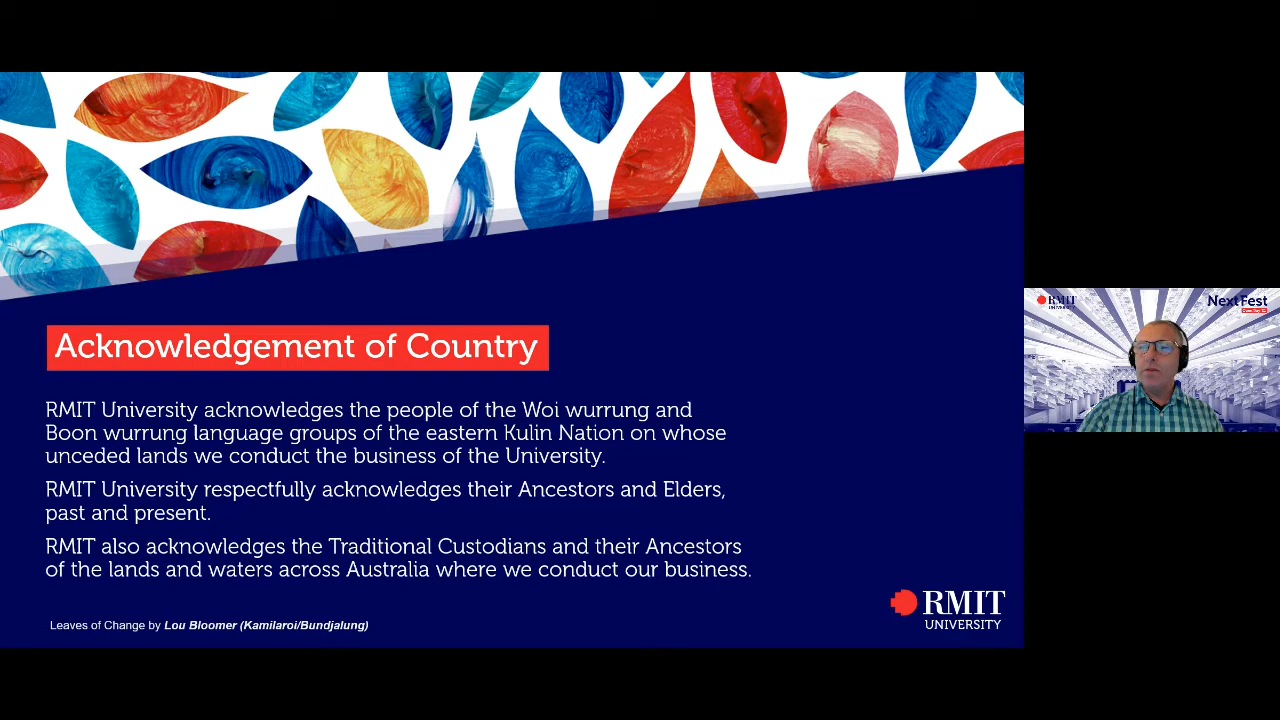 Acknowledgement of Country
RMIT University acknowledges the people of the Woi wurrung and
Boon wurrung language groups of the eastern Kulin Nation on whose
unceded lands we conduct the business of the University.
RMIT University respectfully acknowledges their Ancestors and Elders,
past and present.
RMIT also acknowledges the Traditional Custodians and their Ancestors
of the lands and waters across Australia where we conduct our business.
Leaves of Change by Lou Bloomer (Kamilaroi/Bundjalung)
RMIT
UNIVERSITY
RMIT
UNIVERSITY
NextFest